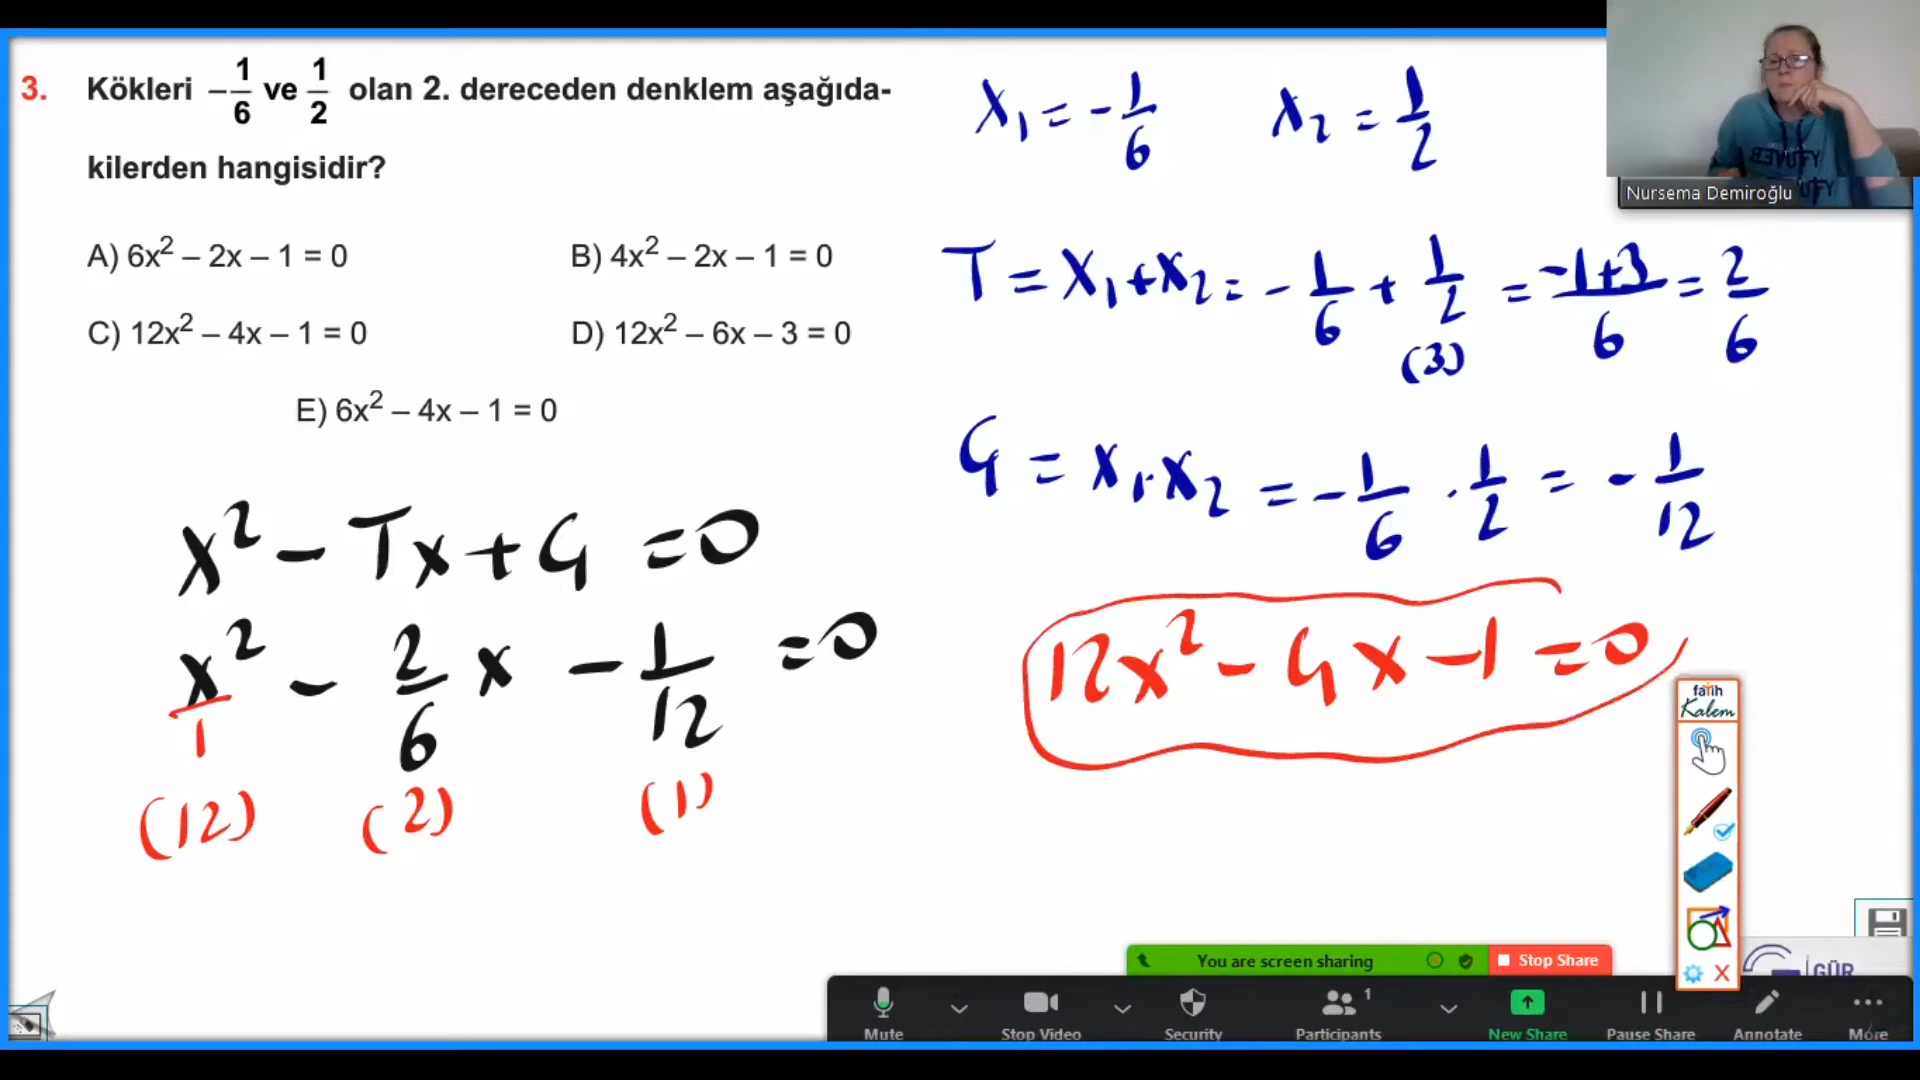 3. Kökleri –1/6 ve 1/2 olan 2. dereceden denklem aşağıda-
kilerden hangisidir?
A) 6x² – 2x – 1 = 0
B) 4x² – 2x – 1 = 0
C) 12x² – 4x – 1 = 0
D) 12x² – 6x – 3 = 0
E) 6x² – 4x – 1 = 0
x² – Tx + Ç = 0
x²/1 – 2/6 x – 1/12 = 0
(12) (2) (1)
x₁ = –1/6 x₂ = 1/2
T = x₁ + x₂ = –1/6 + 1/2 = –1+3/6 = 2/6
(3)
Ç = x₁ . x₂ = –1/6 . 1/2 = –1/12
12x² – 4x – 1 = 0
Nursema Demiroğlu
fatih
Kalem
X
GÜR
You are screen sharing
Stop Share
Mute
Stop Video
Security
Participants
1
New Share
Pause Share
Annotate
More